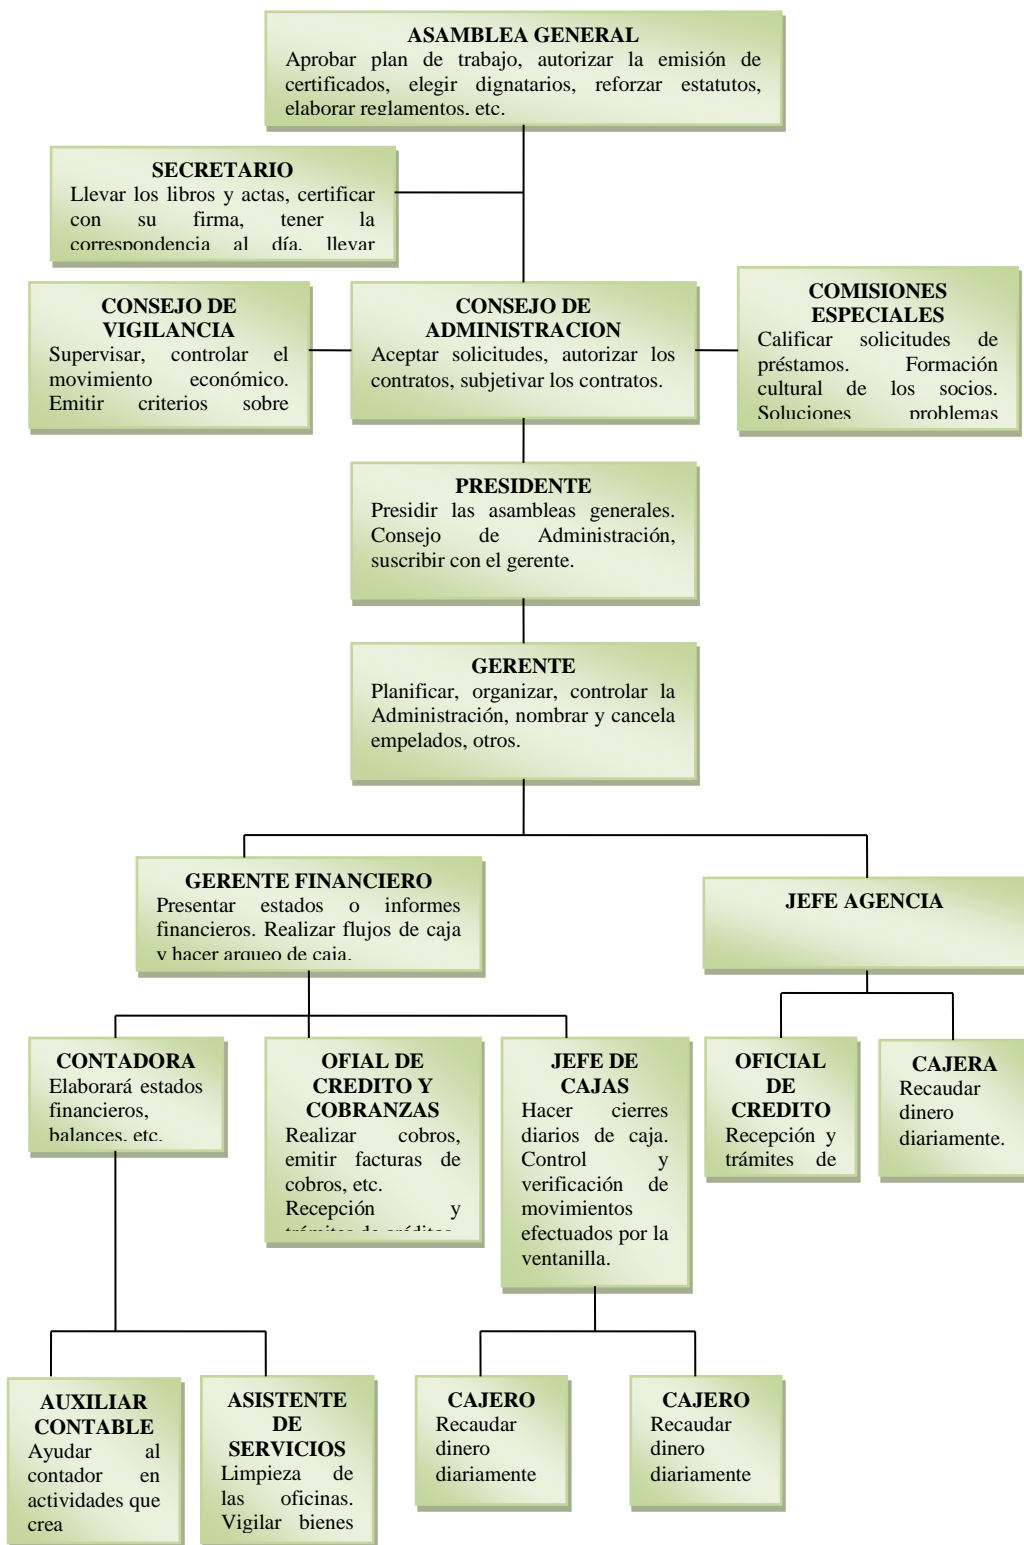 ASAMBLEA GENERAL
Aprobar plan de trabajo, autorizar la emisión de
certificados, elegir dignatarios, reforzar estatutos,
elaborar reglamentos. etc.
SECRETARIO
Llevar los libros y actas, certificar
con su firma, tener la
correspondencia al día. llevar
CONSEJO DE
VIGILANCIA
Supervisar, controlar el
movimiento económico.
Emitir criterios sobre
CONSEJO DE
ADMINISTRACION
Aceptar solicitudes, autorizar los
contratos, subjetivar los contratos.
COMISIONES
ESPECIALES
Calificar solicitudes de
préstamos. Formación
cultural de los socios.
Soluciones problemas
PRESIDENTE
Presidir las asambleas generales.
Consejo de Administración,
suscribir con el gerente.
GERENTE
Planificar, organizar, controlar la
Administración, nombrar y cancela
empelados, otros.
GERENTE FINANCIERO
Presentar estados o informes
financieros. Realizar flujos de caja
y hacer arqueo de caja.
JEFE AGENCIA
CONTADORA
Elaborará estados
financieros,
balances. etc.
OFIAL DE
CREDITO Y
COBRANZAS
Realizar cobros,
emitir facturas de
cobros, etc.
Recepción y
trámites de créditos
JEFE DE
CAJAS
Hacer cierres
diarios de caja.
Control y
verificación de
movimientos
efectuados por la
ventanilla.
OFICIAL
DE
CREDITO
Recepción y
trámites de
CAJERA
Recaudar
dinero
diariamente.
AUXILIAR
CONTABLE
Ayudar al
contador en
actividades que
crea
ASISTENTE
DE
SERVICIOS
Limpieza de
las oficinas.
Vigilar bienes
CAJERO
Recaudar
dinero
diariamente
CAJERO
Recaudar
dinero
diariamente